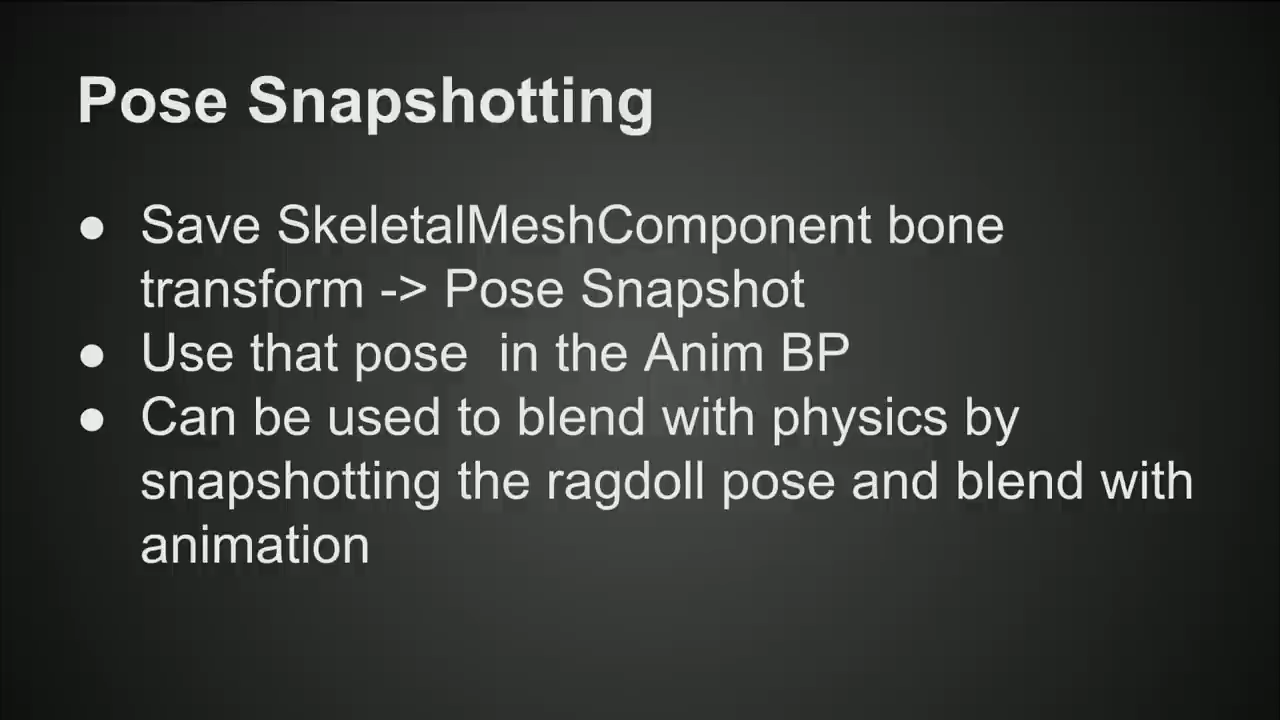 Pose Snapshotting
● Save SkeletalMeshComponent bone
transform -> Pose Snapshot
● Use that pose  in the Anim BP
● Can be used to blend with physics by
snapshotting the ragdoll pose and blend with
animation